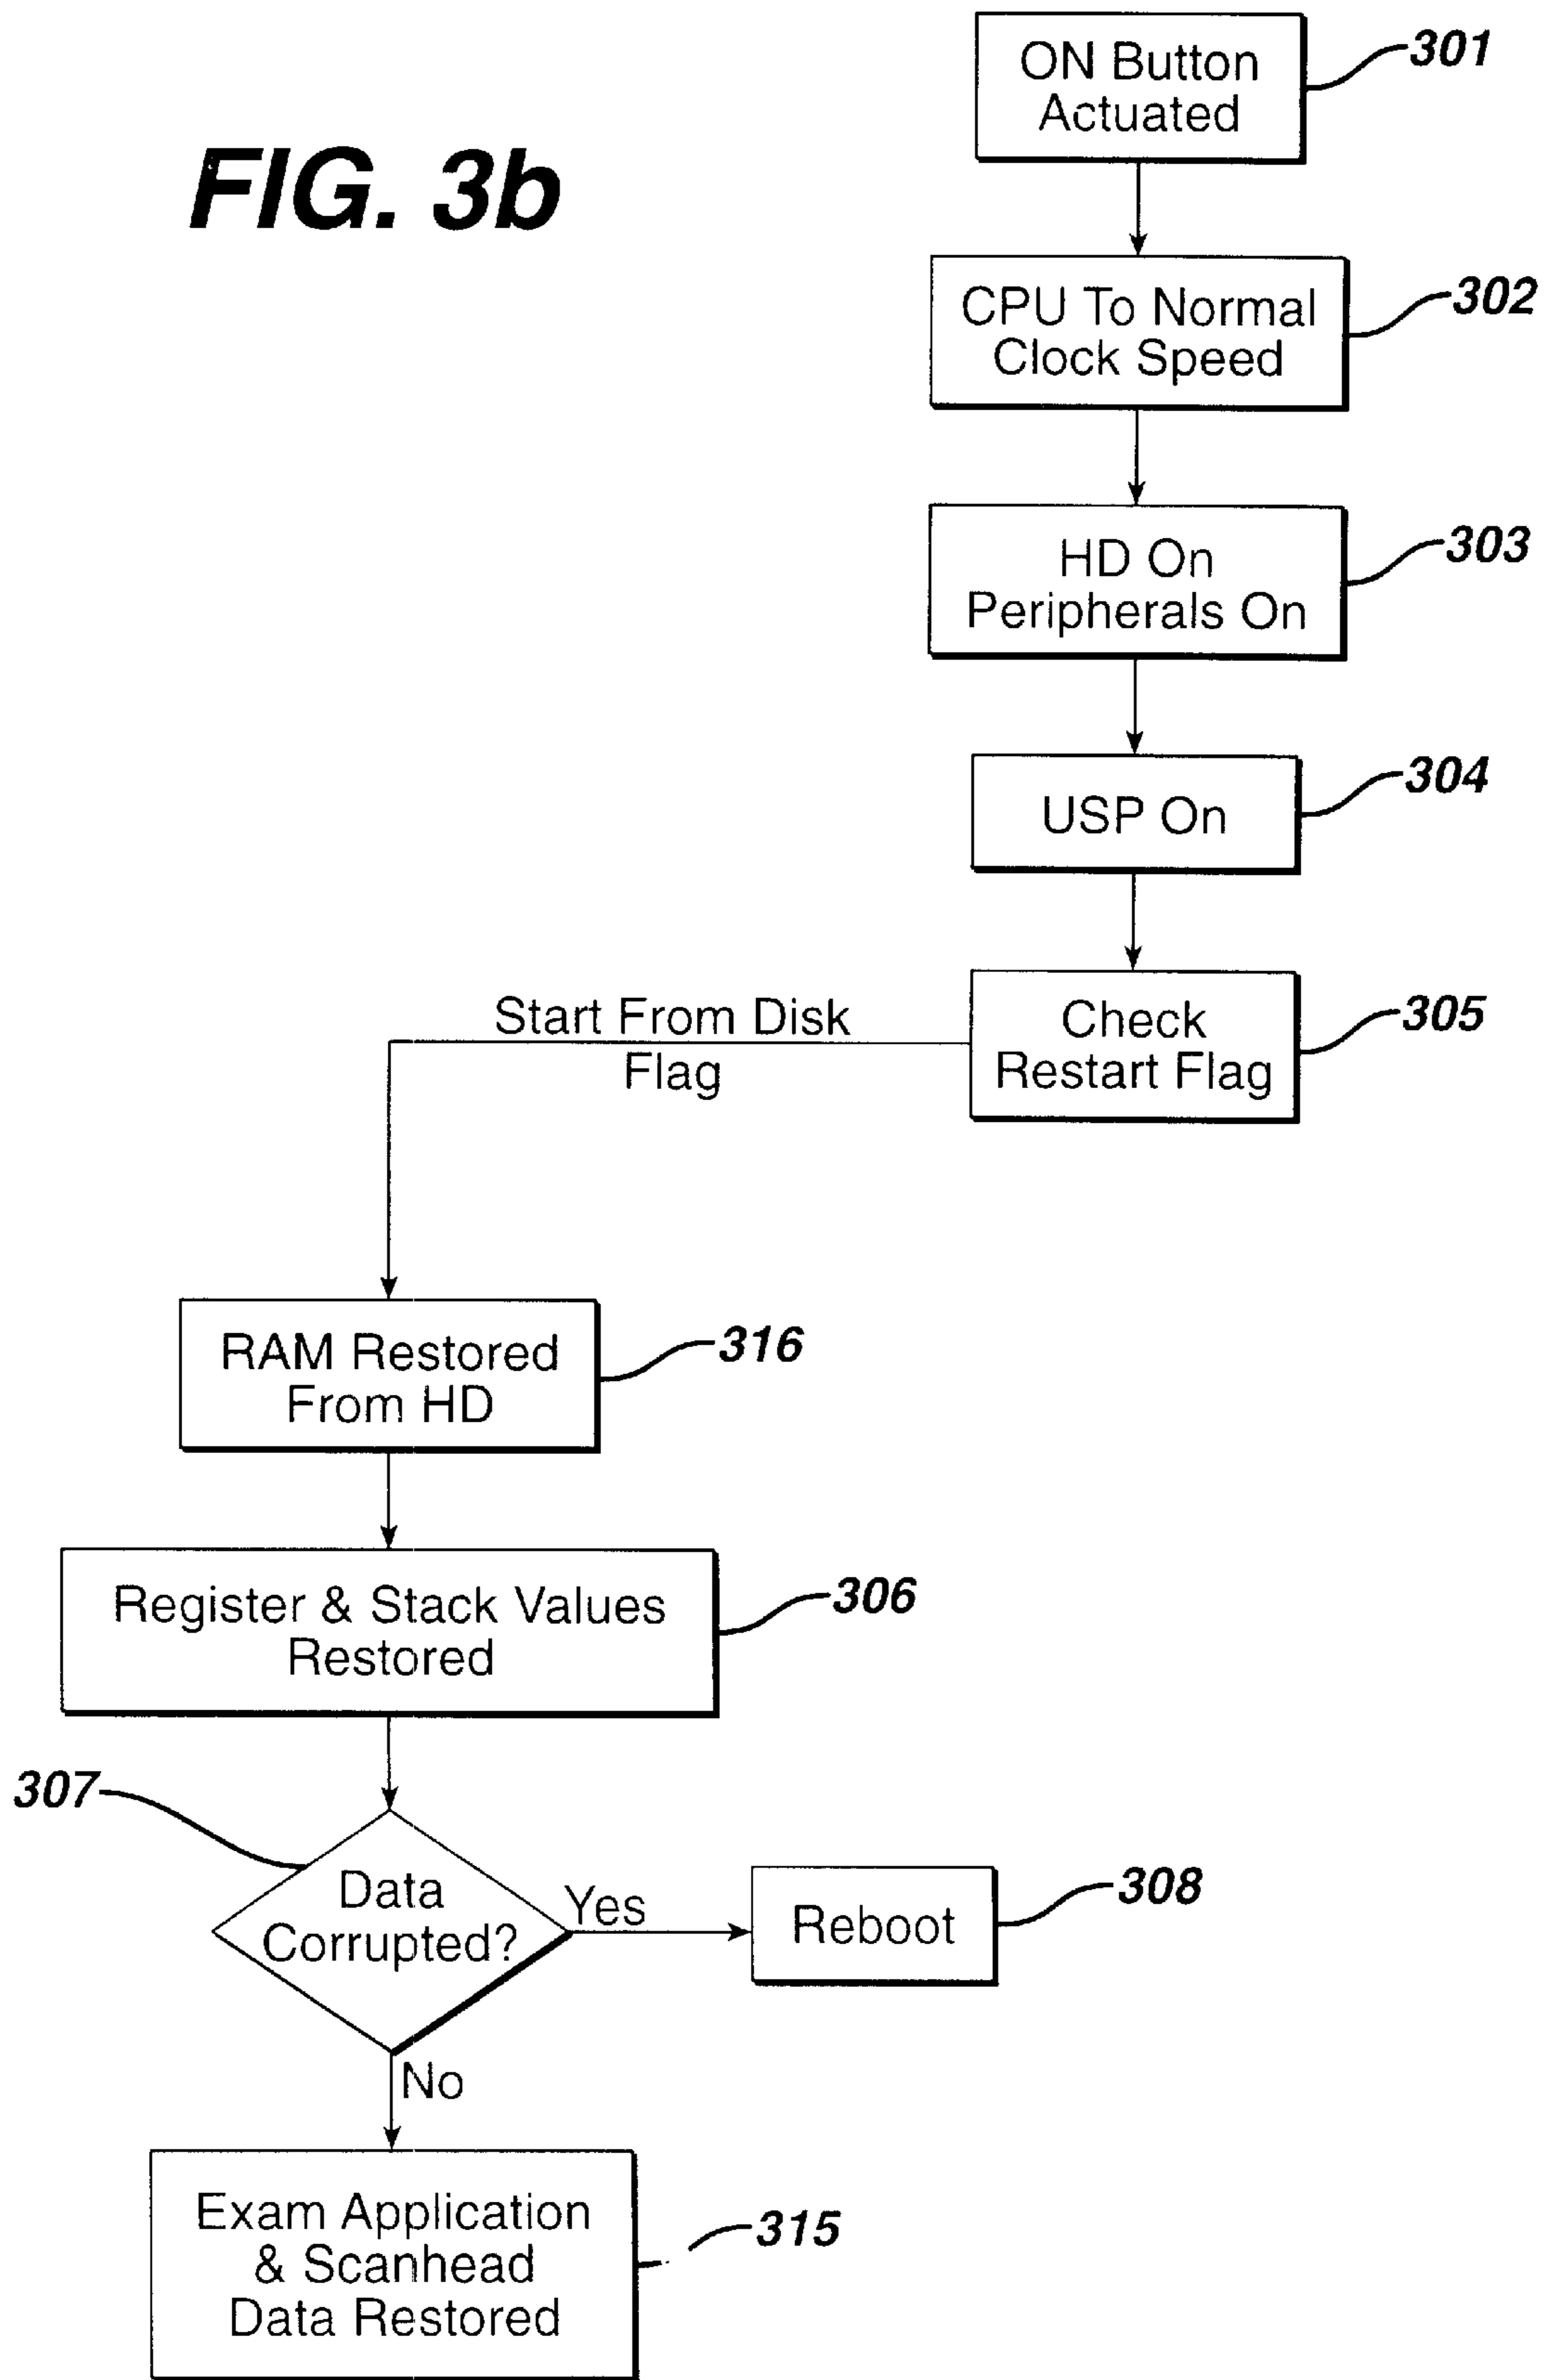 FIG. 3b
ON Button
Actuated
301
CPU To Normal
Clock Speed
302
HD On
Peripherals On
303
USP On
304
Check
Restart Flag
305
Start From Disk
Flag
RAM Restored
From HD
316
Register & Stack Values
Restored
306
307
Data
Corrupted?
Yes
Reboot
308
No
Exam Application
& Scanhead
Data Restored
315